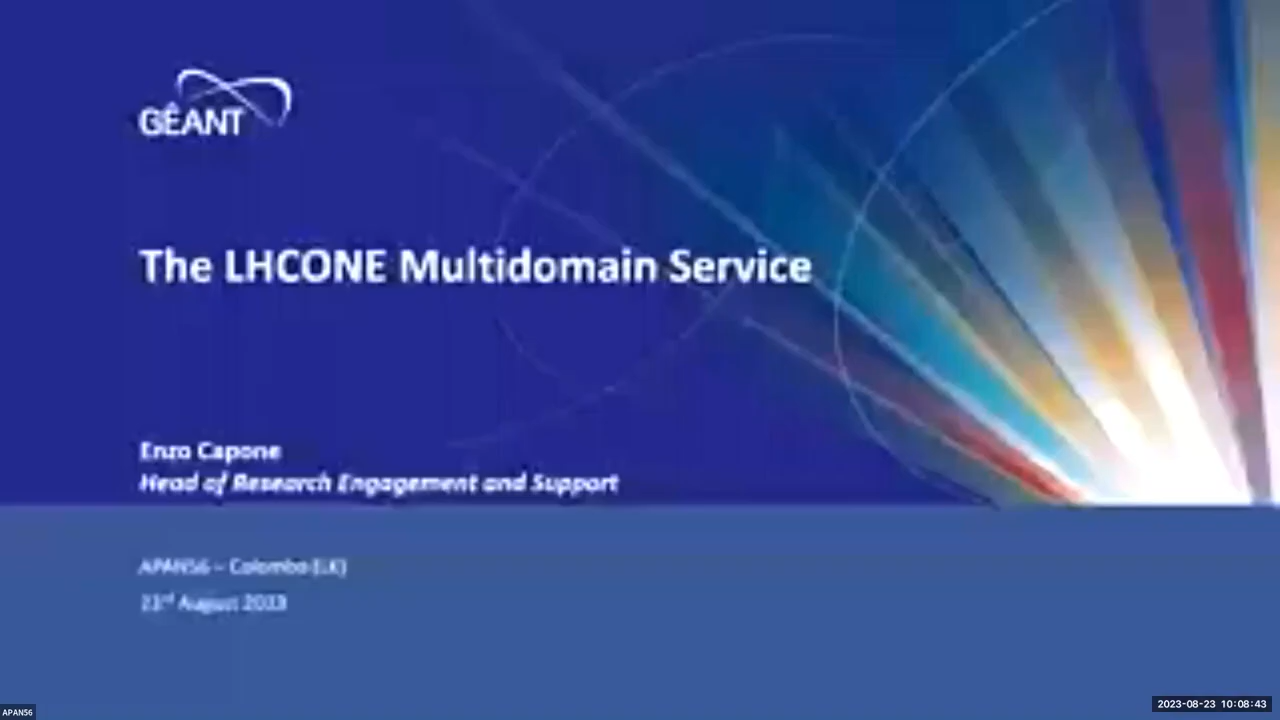 GÉANT
The LHCONE Multidomain Service
Enzo Capone
Head of Research Engagement and Support
APAN56 – Colombo (LK)
23rd August 2023
APAN56
2023-08-23 10:08:43